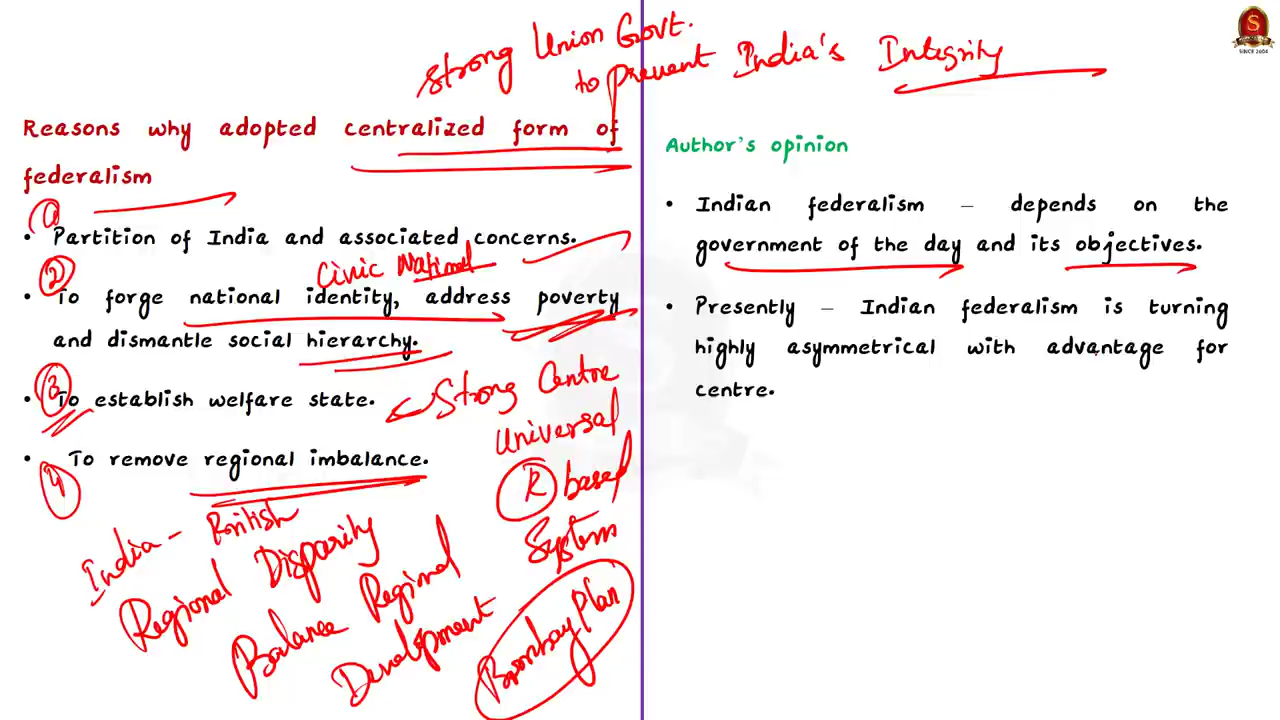 strong Union Govt.
to prevent India's Integrity
S
SINCE 2004
Reasons why adopted centralized form of
federalism
1
• Partition of India and associated concerns.
2
Civic National
• To forge national identity, address poverty
and dismantle social hierarchy.
3
• To establish welfare state.
Strong Centre
Universal
R based
System
Bombay Plan
4
• To remove regional imbalance.
India - British
Regional Disparity
Balance Reginal
Development
Author's opinion
• Indian federalism – depends on the
government of the day and its objectives.
• Presently – Indian federalism is turning
highly asymmetrical with advantage for
centre.